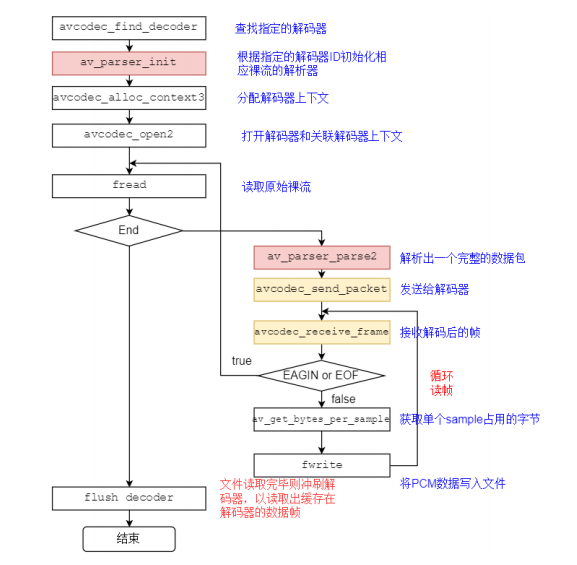 avcodec_find_decoder
查找指定的解码器
av_parser_init
根据指定的解码器ID初始化相
应裸流的解析器
avcodec_alloc_context3
分配解码器上下文
avcodec_open2
打开解码器和关联解码器上下文
fread
读取原始裸流
End
av_parser_parse2
解析出一个完整的数据包
avcodec_send_packet
发送给解码器
avcodec_receive_frame
接收解码后的帧
true
EAGIN or EOF
循环
读帧
false
av_get_bytes_per_sample
获取单个sample占用的字节
fwrite
将PCM数据写入文件
flush decoder
文件读取完毕则冲刷解
码器，以读取出缓存在
解码器的数据帧
结束